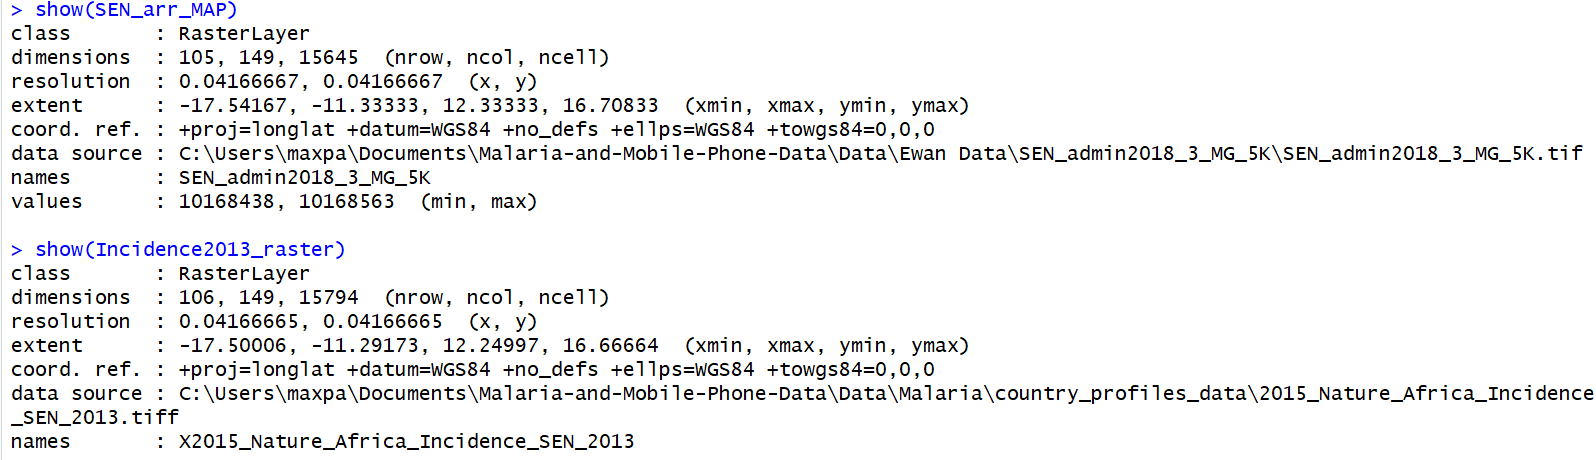 > show(SEN_arr_MAP)
class       : RasterLayer
dimensions  : 105, 149, 15645  (nrow, ncol, ncell)
resolution  : 0.04166667, 0.04166667  (x, y)
extent      : -17.54167, -11.33333, 12.33333, 16.70833  (xmin, xmax, ymin, ymax)
coord. ref. : +proj=longlat +datum=WGS84 +no_defs +ellps=WGS84 +towgs84=0,0,0
data source : C:\Users\maxpa\Documents\Malaria-and-Mobile-Phone-Data\Data\Ewan Data\SEN_admin2018_3_MG_5K\SEN_admin2018_3_MG_5K.tif
names       : SEN_admin2018_3_MG_5K
values      : 10168438, 10168563  (min, max)

> show(Incidence2013_raster)
class       : RasterLayer
dimensions  : 106, 149, 15794  (nrow, ncol, ncell)
resolution  : 0.04166665, 0.04166665  (x, y)
extent      : -17.50006, -11.29173, 12.24997, 16.66664  (xmin, xmax, ymin, ymax)
coord. ref. : +proj=longlat +datum=WGS84 +no_defs +ellps=WGS84 +towgs84=0,0,0
data source : C:\Users\maxpa\Documents\Malaria-and-Mobile-Phone-Data\Data\Malaria\country_profiles_data\2015_Nature_Africa_Incidence
_SEN_2013.tiff
names       : X2015_Nature_Africa_Incidence_SEN_2013